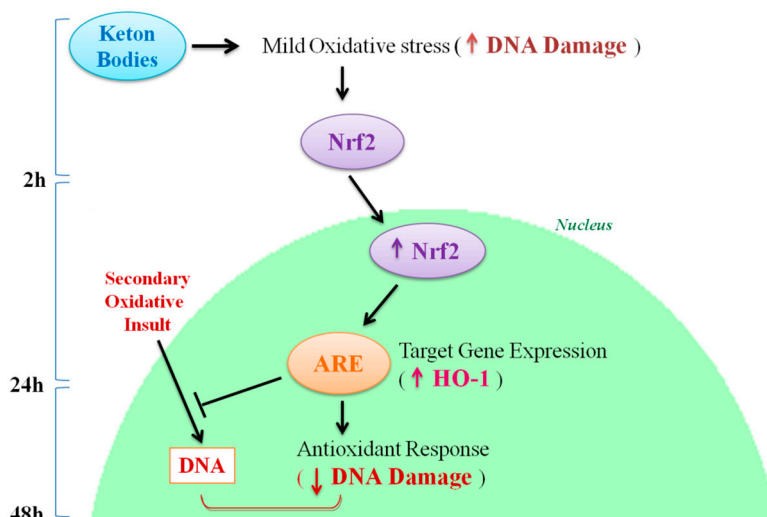 Keton
Bodies
Mild Oxidative stress ( ↑ DNA Damage )
Nrf2
2h
Nucleus
↑ Nrf2
Secondary
Oxidative
Insult
ARE
Target Gene Expression
( ↑ HO-1 )
24h
Antioxidant Response
DNA
( ↓ DNA Damage )
48h